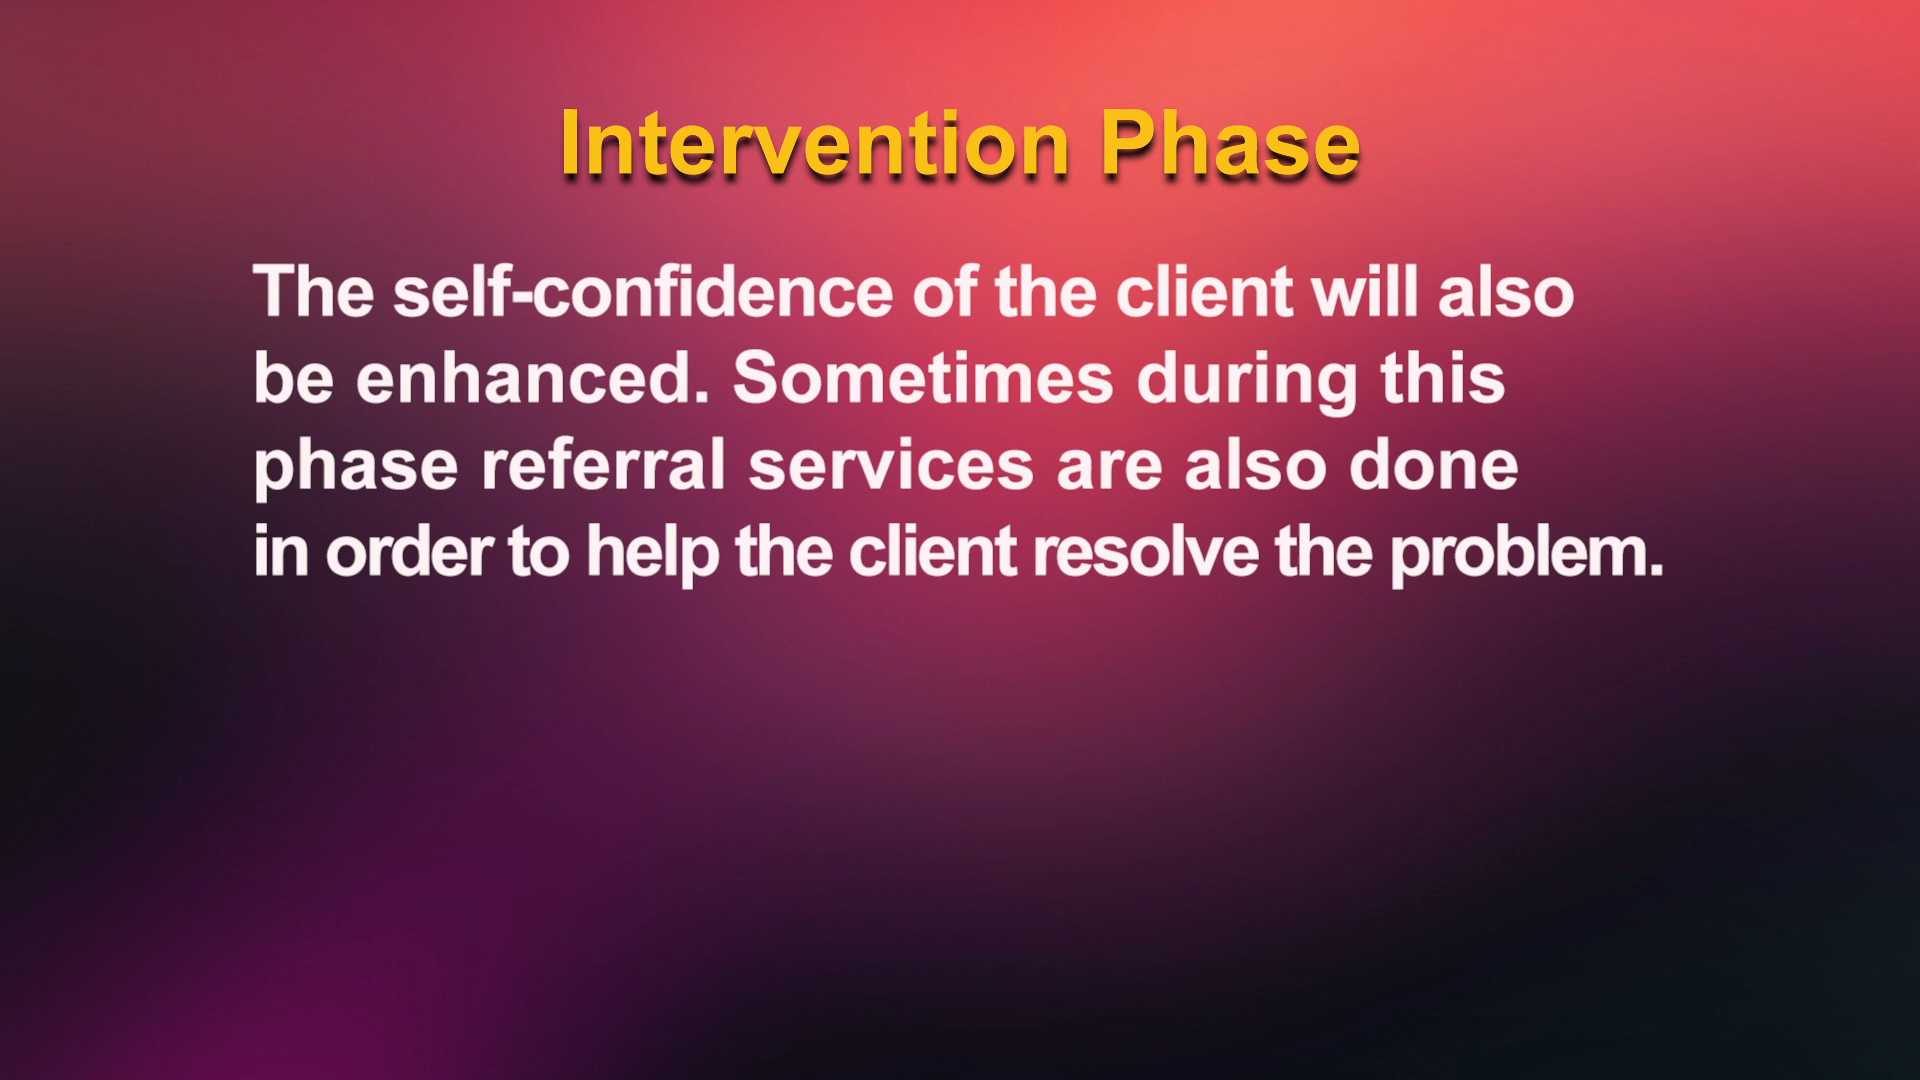 Intervention Phase
The self-confidence of the client will also
be enhanced. Sometimes during this
phase referral services are also done
in order to help the client resolve the problem.